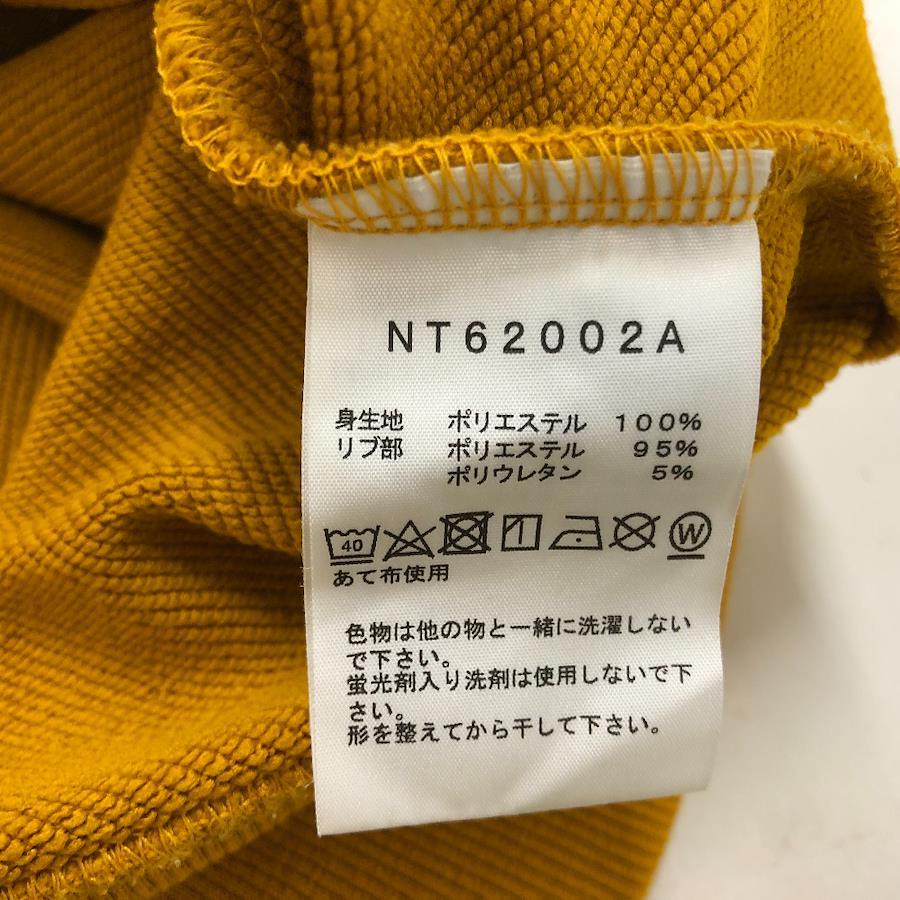 NT62002A
身生地 ポリエステル 100%
リブ部 ポリエステル 95%
ポリウレタン 5%
40 W
あて布使用
色物は他の物と一緒に洗濯しない
で下さい。
蛍光剤入り洗剤は使用しないで下
さい。
形を整えてから干して下さい。